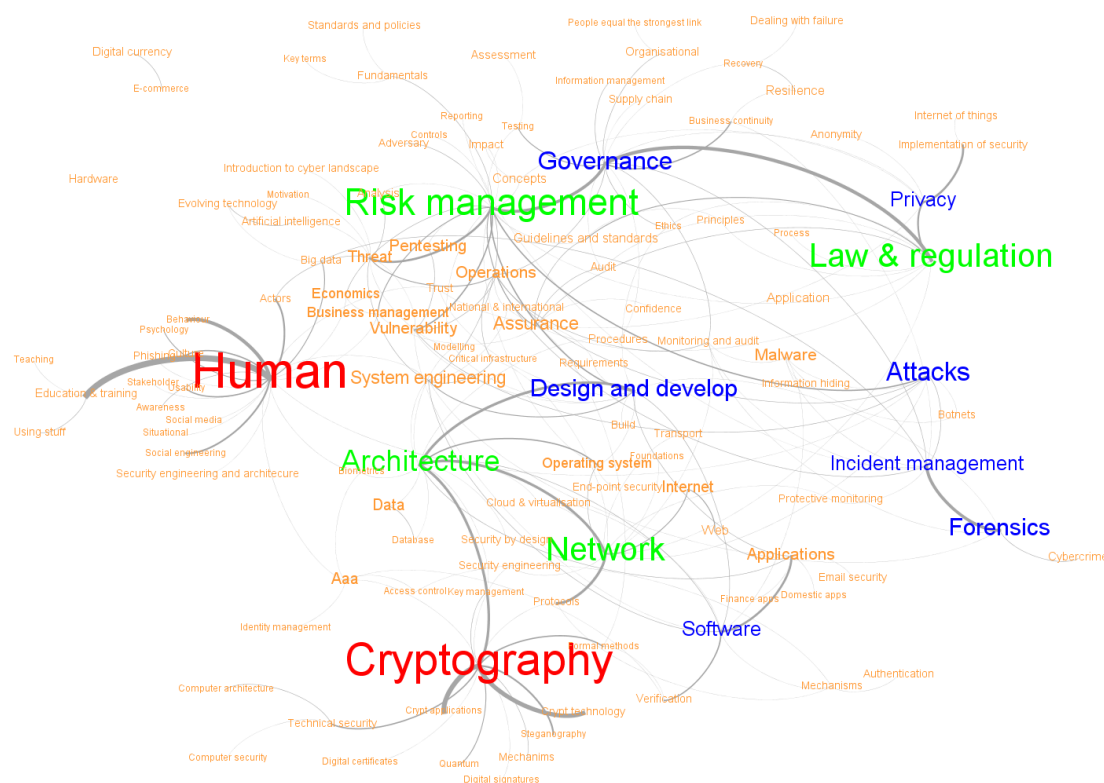 People equal the strongest link
Dealing with failure
Standards and policies
Digital currency
Organisational
Assessment
Key terms
Recovery
Fundamentals
Information management
E-commerce
Resilience
Supply chain
Reporting
Internet of things
Business continuity
Testing
Controls
Anonymity
Adversary
Impact
Implementation of security
Governance
Introduction to cyber landscape
Hardware
Concepts
Motivation
Analysis
Privacy
Evolving technology
Risk management
Artificial intelligence
Principles
Ethics
Process
Guidelines and standards
Pentesting
Threat
Law & regulation
Big data
Audit
Operations
Trust
Economics
Actors
Application
National & international
Confidence
Business management
Behaviour
Assurance
Psychology
Vulnerability
Procedures
Monitoring and audit
Modelling
Culture
Phishing
Malware
Teaching
Critical infrastructure
Requirements
Human
Attacks
System engineering
Stakeholder
Usability
Information hiding
Design and develop
Education & training
Awareness
Botnets
Social media
Build
Using stuff
Situational
Transport
Social engineering
Foundations
Architecture
Operating system
Incident management
Biometrics
Security engineering and architecure
End-point security
Internet
Protective monitoring
Data
Cloud & virtualisation
Forensics
Web
Database
Security by design
Network
Applications
Cybercrime
Security engineering
Aaa
Email security
Access control
Key management
Domestic apps
Finance apps
Protocols
Identity management
Software
Formal methods
Cryptography
Authentication
Mechanisms
Computer architecture
Verification
Crypt applications
Crypt technology
Technical security
Steganography
Computer security
Mechanims
Digital certificates
Quantum
Digital signatures